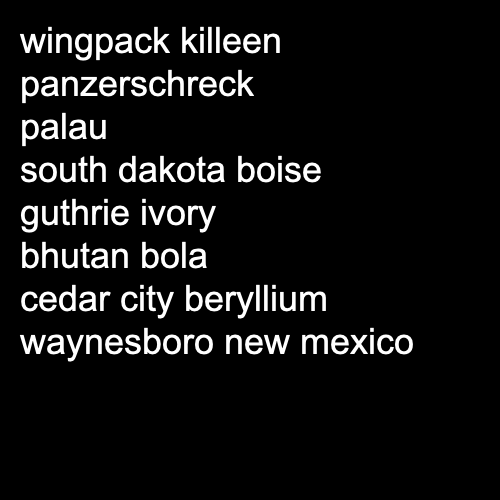 wingpack killeen
panzerschreck
palau
south dakota boise
guthrie ivory
bhutan bola
cedar city beryllium
waynesboro new mexico